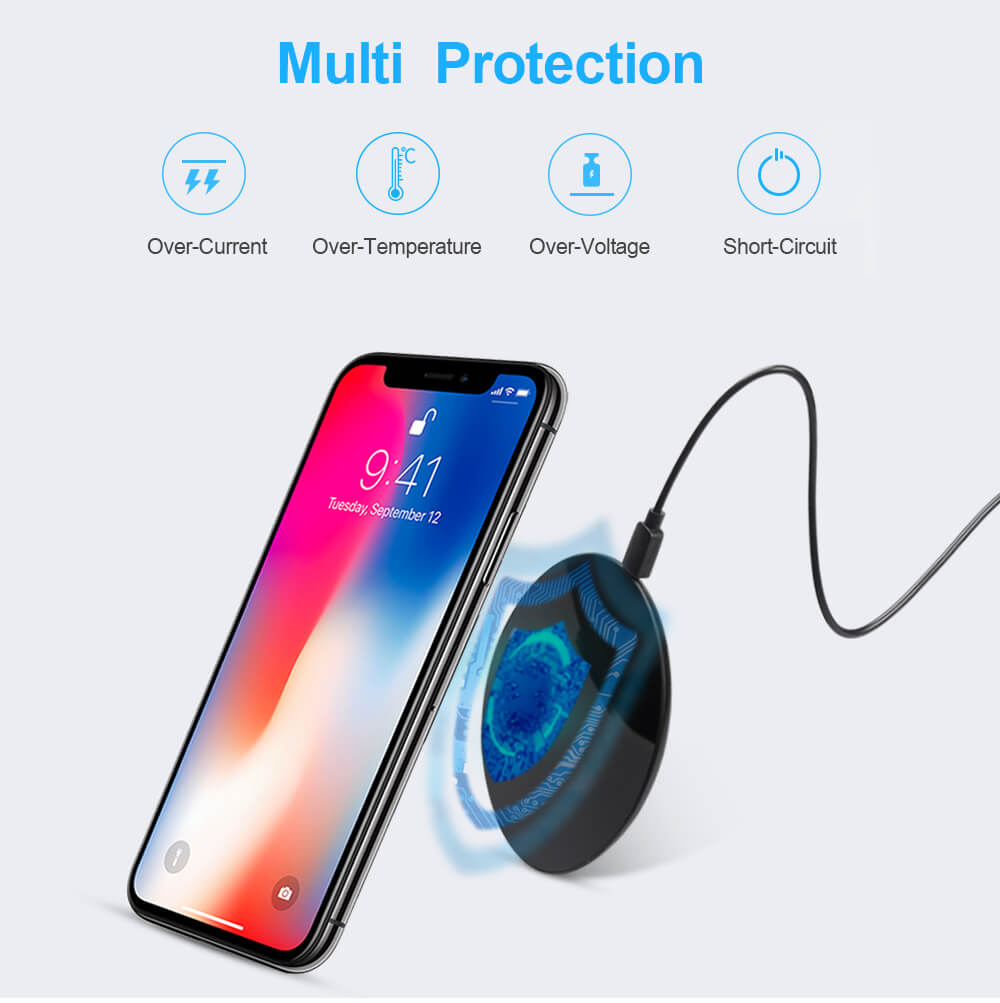 Multi Protection
°C
Over-Current
Over-Temperature
Over-Voltage
Short-Circuit
9:41
Tuesday, September 12